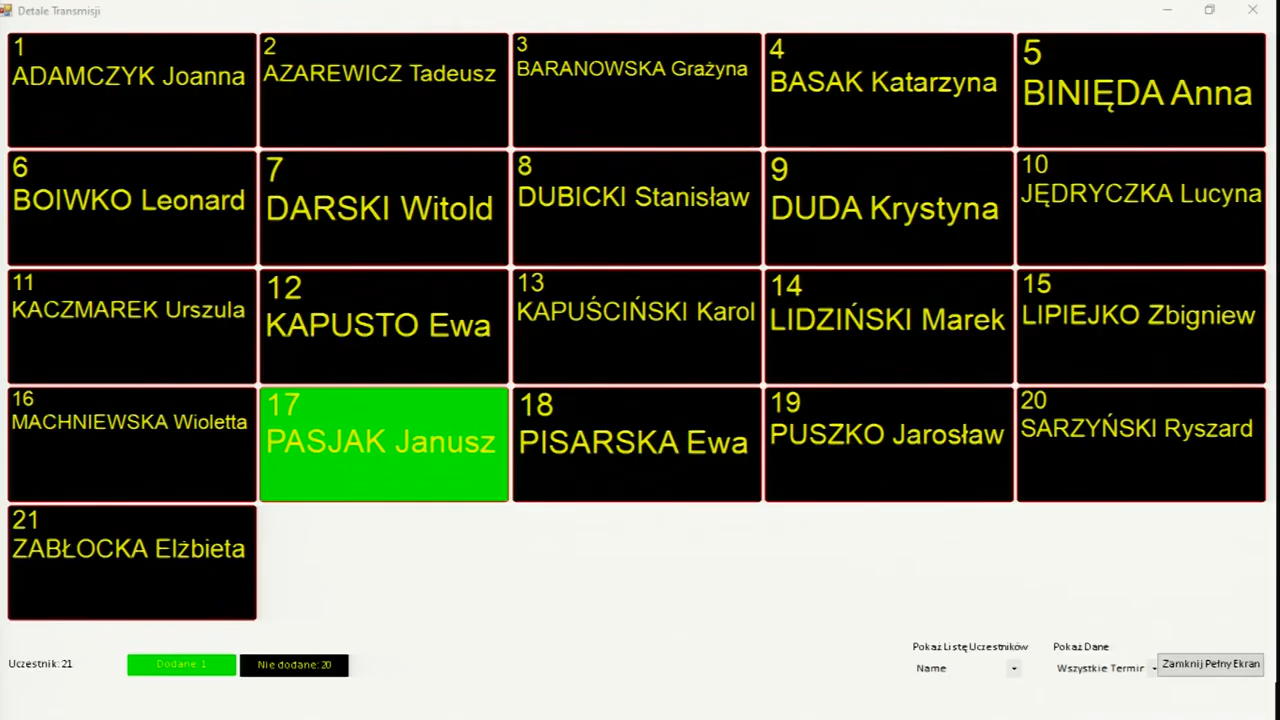 Detale Transmisji
1
ADAMCZYK Joanna
2
AZAREWICZ Tadeusz
3
BARANOWSKA Grażyna
4
BASAK Katarzyna
5
BINIĘDA Anna
6
BOIWKO Leonard
7
DARSKI Witold
8
DUBICKI Stanisław
9
DUDA Krystyna
10
JĘDRYCZKA Lucyna
11
KACZMAREK Urszula
12
KAPUSTO Ewa
13
KAPUŚCIŃSKI Karol
14
LIDZIŃSKI Marek
15
LIPIEJKO Zbigniew
16
MACHNIEWSKA Wioletta
17
PASJAK Janusz
18
PISARSKA Ewa
19
PUSZKO Jarosław
20
SARZYŃSKI Ryszard
21
ZABŁOCKA Elżbieta
Uczestnik: 21
Dodane: 1
Nie dodane: 20
Pokaż Listę Uczestników
Name
Pokaż Dane
Wszystkie Termir
Zamknij Pełny Ekran